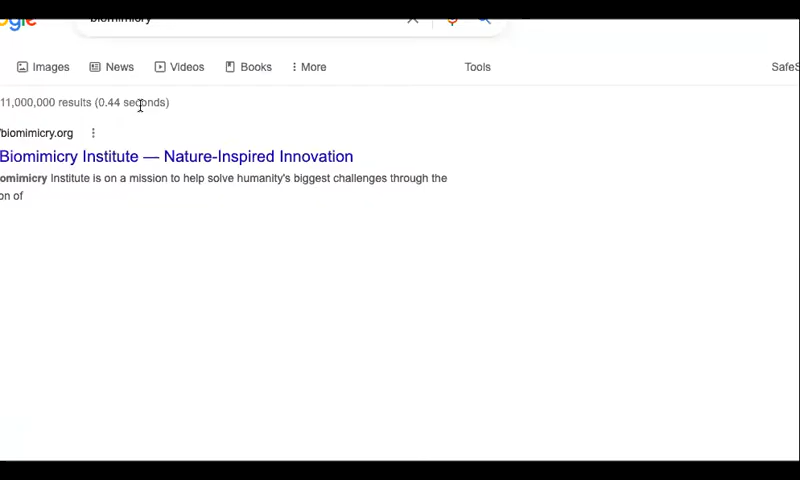 biomimicry
Images News Videos Books More Tools
11,000,000 results (0.44 seconds)
/biomimicry.org
Biomimicry Institute — Nature-Inspired Innovation
omimicry Institute is on a mission to help solve humanity's biggest challenges through the
on of